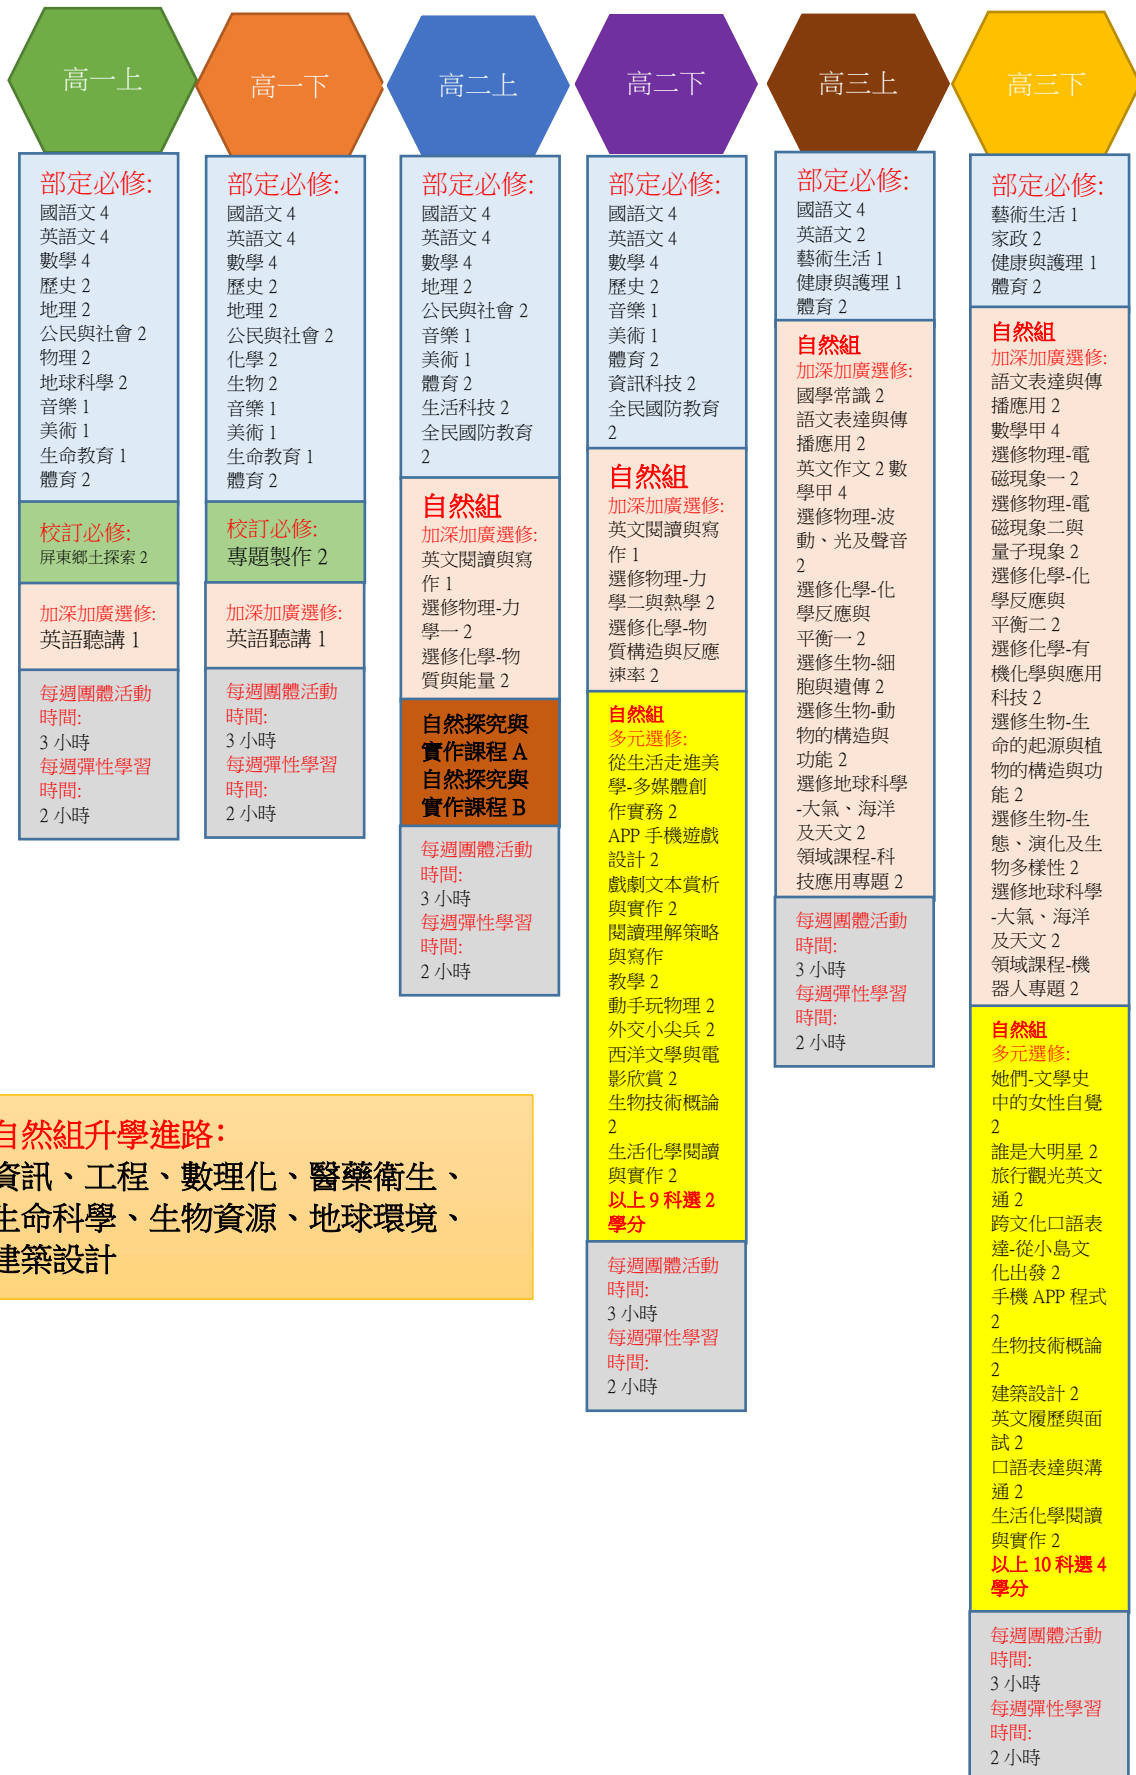 高一上
部定必修:
國語文 4
英語文 4
數學 4
歷史 2
地理 2
公民與社會 2
物理 2
地球科學 2
音樂 1
美術 1
生命教育 1
體育 2
校訂必修:
屏東鄉土探索 2
加深加廣選修:
英語聽講 1
每週團體活動
時間:
3 小時
每週彈性學習
時間:
2 小時
高一下
部定必修:
國語文 4
英語文 4
數學 4
歷史 2
地理 2
公民與社會 2
化學 2
生物 2
音樂 1
美術 1
生命教育 1
體育 2
校訂必修:
專題製作 2
加深加廣選修:
英語聽講 1
每週團體活動
時間:
3 小時
每週彈性學習
時間:
2 小時
高二上
部定必修:
國語文 4
英語文 4
數學 4
地理 2
公民與社會 2
音樂 1
美術 1
體育 2
生活科技 2
全民國防教育
2
自然組
加深加廣選修:
英文閱讀與寫
作 1
選修物理-力
學一 2
選修化學-物
質與能量 2
自然探究與
實作課程 A
自然探究與
實作課程 B
每週團體活動
時間:
3 小時
每週彈性學習
時間:
2 小時
高二下
部定必修:
國語文 4
英語文 4
數學 4
歷史 2
音樂 1
美術 1
體育 2
資訊科技 2
全民國防教育
2
自然組
加深加廣選修:
英文閱讀與寫
作 1
選修物理-力
學二與熱學 2
選修化學-物
質構造與反應
速率 2
自然組
多元選修:
從生活走進美
學-多媒體創
作實務 2
APP 手機遊戲
設計 2
戲劇文本賞析
與實作 2
閱讀理解策略
與寫作
教學 2
動手玩物理 2
外交小尖兵 2
西洋文學與電
影欣賞 2
生物技術概論
2
生活化學閱讀
與實作 2
以上 9 科選 2
學分
每週團體活動
時間:
3 小時
每週彈性學習
時間:
2 小時
高三上
部定必修:
國語文 4
英語文 2
藝術生活 1
健康與護理 1
體育 2
自然組
加深加廣選修:
國學常識 2
語文表達與傳
播應用 2
英文作文 2 數
學甲 4
選修物理-波
動、光及聲音
2
選修化學-化
學反應與
平衡一 2
選修生物-細
胞與遺傳 2
選修生物-動
物的構造與
功能 2
選修地球科學
-大氣、海洋
及天文 2
領域課程-科
技應用專題 2
每週團體活動
時間:
3 小時
每週彈性學習
時間:
2 小時
高三下
部定必修:
藝術生活 1
家政 2
健康與護理 1
體育 2
自然組
加深加廣選修:
語文表達與傳
播應用 2
數學甲 4
選修物理-電
磁現象一 2
選修物理-電
磁現象二與
量子現象 2
選修化學-化
學反應與
平衡二 2
選修化學-有
機化學與應用
科技 2
選修生物-生
命的起源與植
物的構造與功
能 2
選修生物-生
態、演化及生
物多樣性 2
選修地球科學
-大氣、海洋
及天文 2
領域課程-機
器人專題 2
自然組
多元選修:
她們-文學史
中的女性自覺
2
誰是大明星 2
旅行觀光英文
通 2
跨文化口語表
達-從小島文
化出發 2
手機 APP 程式
2
生物技術概論
2
建築設計 2
英文履歷與面
試 2
口語表達與溝
通 2
生活化學閱讀
與實作 2
以上 10 科選 4
學分
每週團體活動
時間:
3 小時
每週彈性學習
時間:
2 小時
自然組升學進路:
資訊、工程、數理化、醫藥衛生、
生命科學、生物資源、地球環境、
建築設計